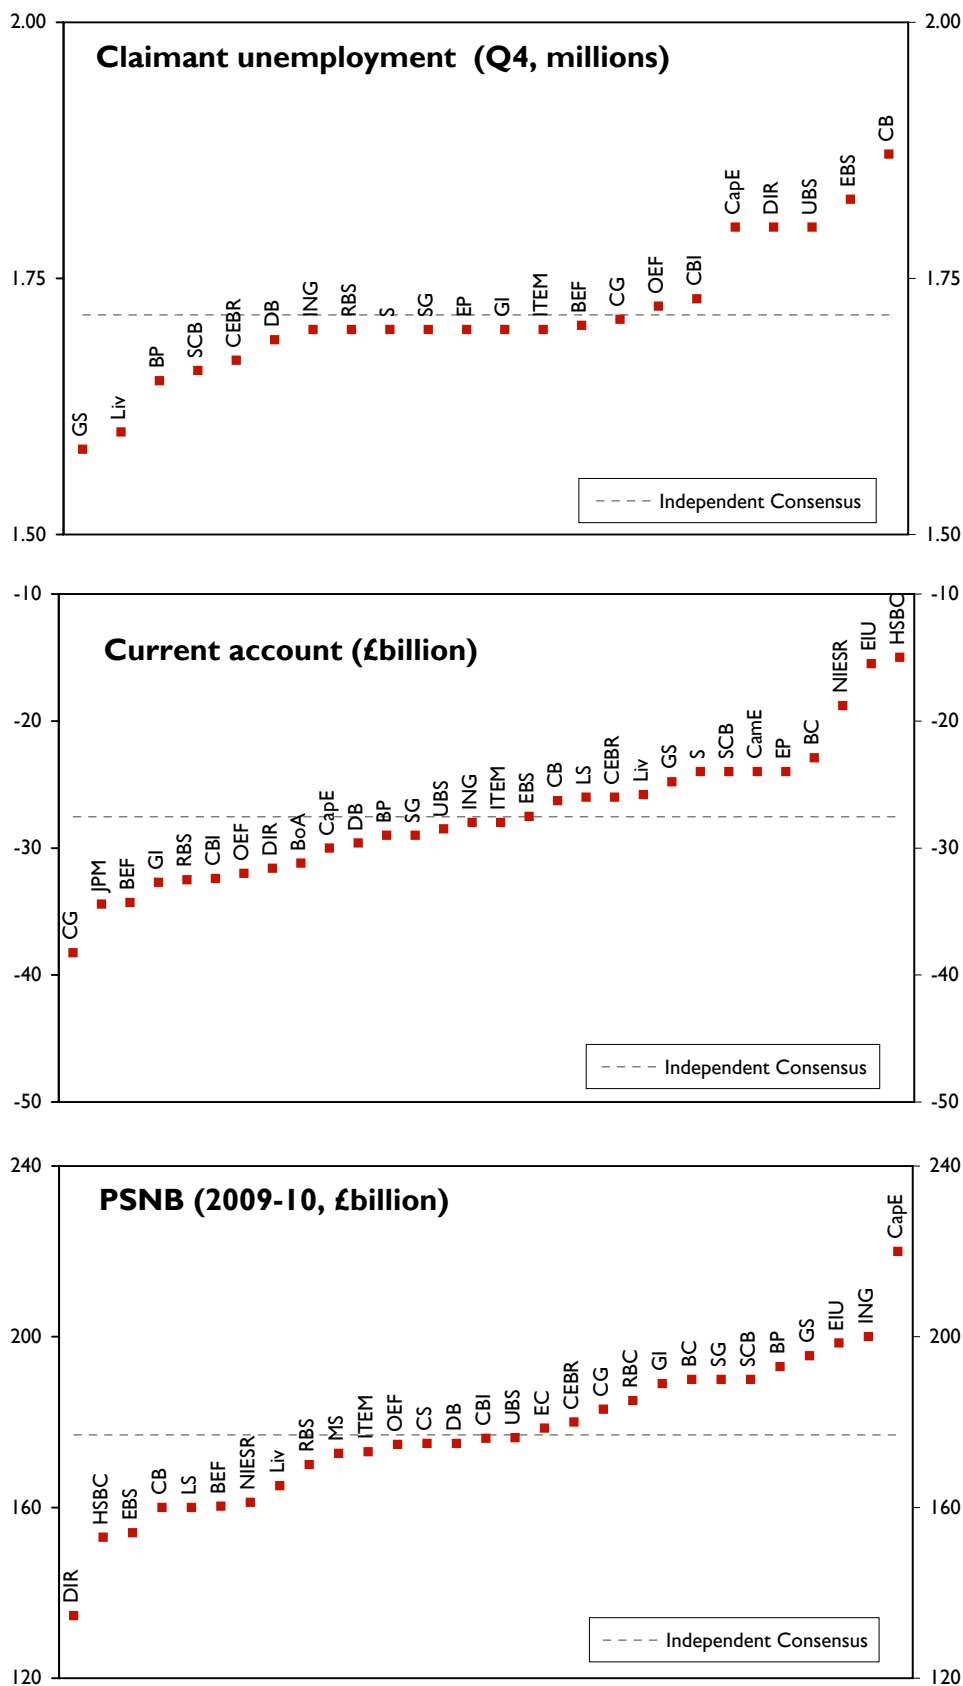 2.00 2.00
Claimant unemployment (Q4, millions)
CB
EBS
CapE DIR UBS
1.75 1.75
GS Liv BP SCB CEBR DB ING RBS S SG EP GI ITEM BEF CG OEF CBI
Independent Consensus
1.50 1.50
-10 -10
Current account (£billion)
-20 -20
CG JPM BEF GI RBS CBI OEF DIR BoA CapE DB BP SG UBS ING ITEM EBS CB LS CEBR Liv GS S SCB CamE EP BC NIESR EIU HSBC
-30 -30
-40 -40
Independent Consensus
-50 -50
240 240
PSNB (2009-10, £billion)
200 200
DIR HSBC EBS CB LS BEF NIESR Liv RBS MS ITEM OEF CS DB CBI UBS EC CEBR CG RBC GI BC SG SCB BP GS EIU ING CapE
160 160
Independent Consensus
120 120